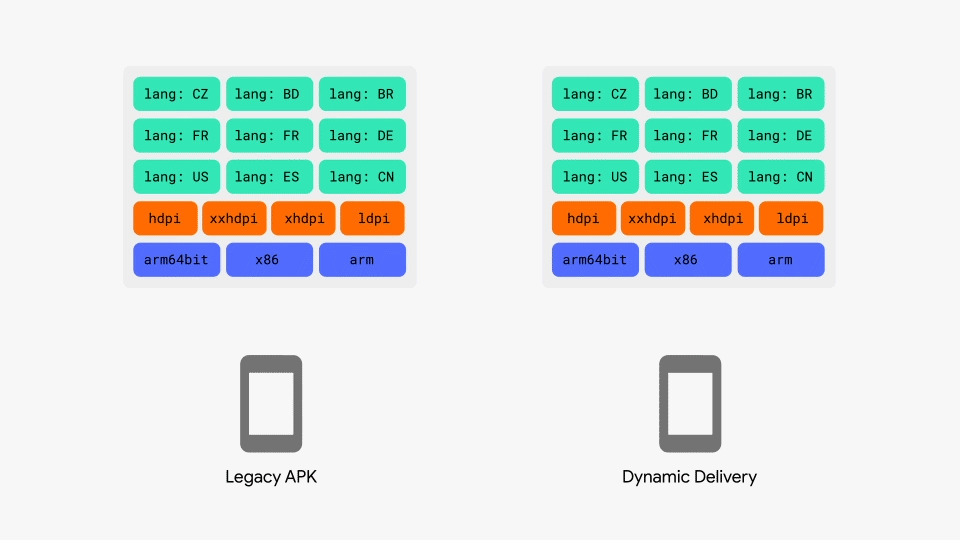 lang: CZ lang: BD lang: BR
lang: FR lang: FR lang: DE
lang: US lang: ES lang: CN
hdpi xxhdpi xhdpi ldpi
arm64bit x86 arm
Legacy APK
lang: CZ lang: BD lang: BR
lang: FR lang: FR lang: DE
lang: US lang: ES lang: CN
hdpi xxhdpi xhdpi ldpi
arm64bit x86 arm
Dynamic Delivery